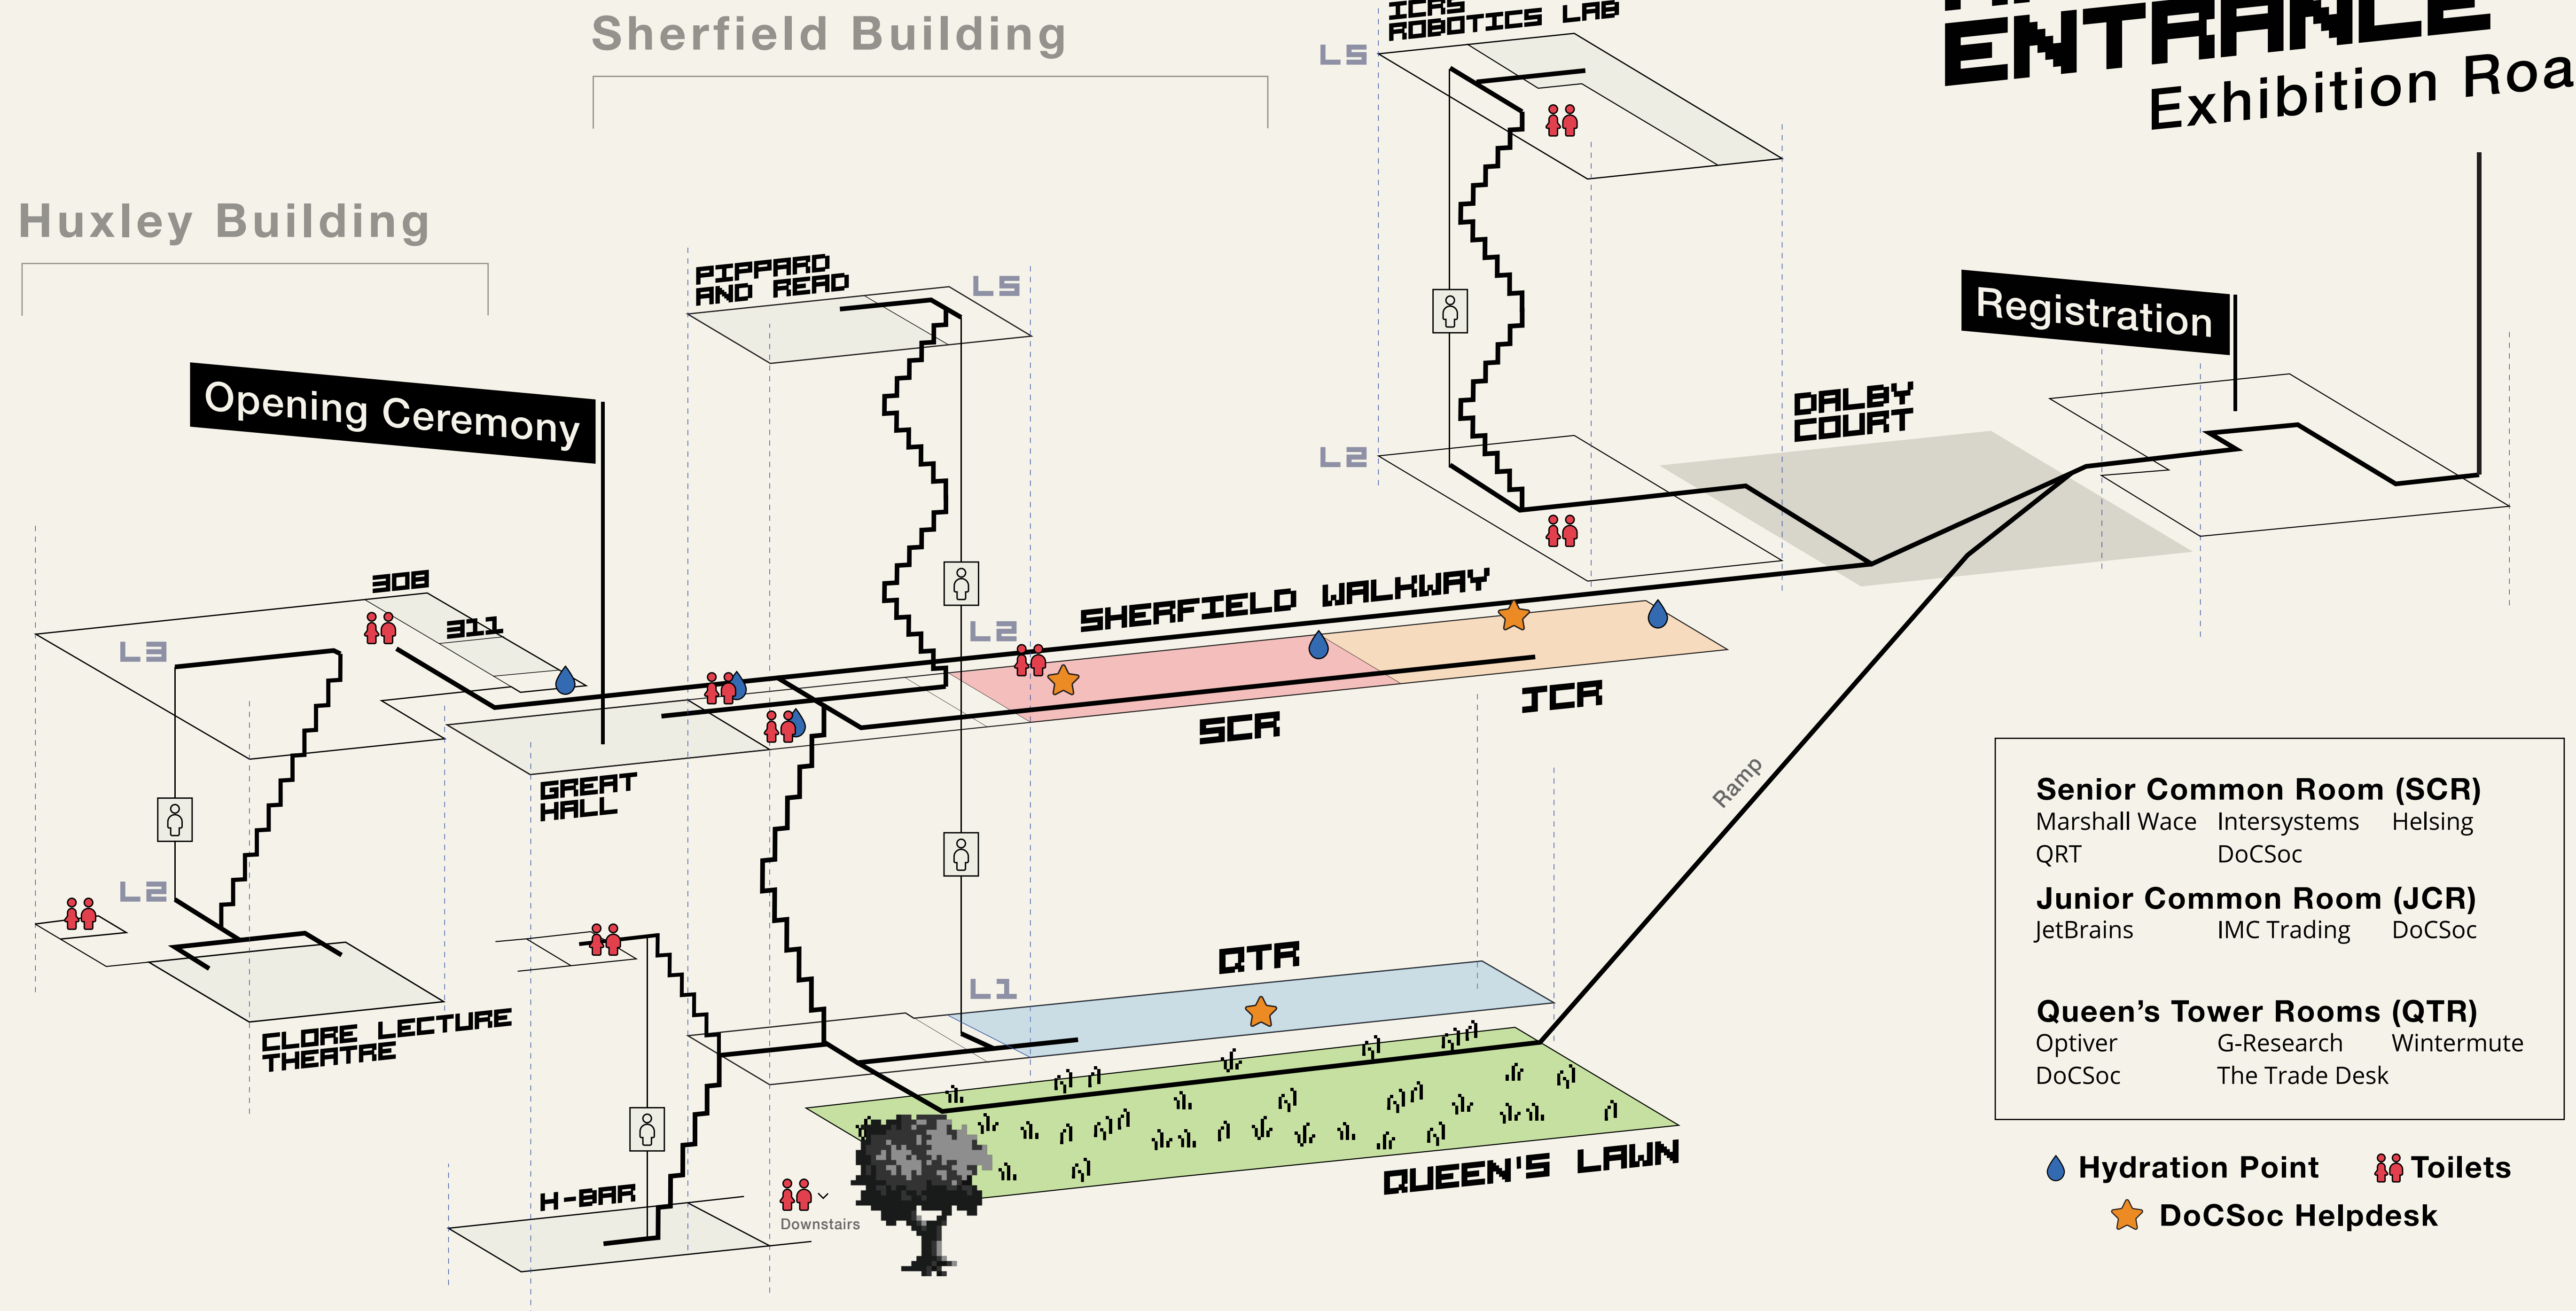 Sherfield Building
ICRS
ROBOTICS LAB
L5
ENTRANCE
Exhibition Roa
Huxley Building
PIPPARD
AND READ
L5
Registration
Opening Ceremony
DALBY
COURT
L2
308
311
L3
SHERFIELD WALKWAY
L2
JCR
SCR
GREAT
HALL
Ramp
L2
QTR
L1
CLORE LECTURE
THEATRE
H-BAR
Downstairs
QUEEN'S LAWN
Senior Common Room (SCR)
Marshall Wace Intersystems Helsing
QRT DoCSoc
Junior Common Room (JCR)
JetBrains IMC Trading DoCSoc
Queen’s Tower Rooms (QTR)
Optiver G-Research Wintermute
DoCSoc The Trade Desk
Hydration Point Toilets
DoCSoc Helpdesk